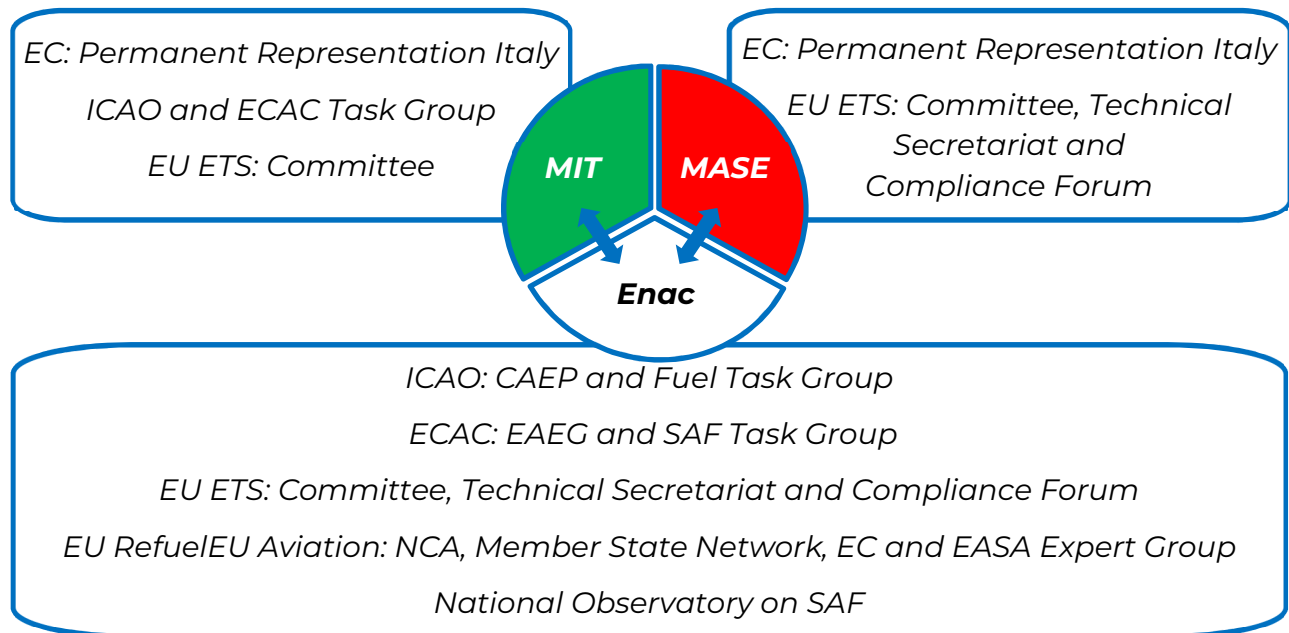 EC: Permanent Representation Italy
ICAO and ECAC Task Group
EU ETS: Committee
EC: Permanent Representation Italy
EU ETS: Committee, Technical
Secretariat and
Compliance Forum
MIT
MASE
Enac
ICAO: CAEP and Fuel Task Group
ECAC: EAEG and SAF Task Group
EU ETS: Committee, Technical Secretariat and Compliance Forum
EU RefuelEU Aviation: NCA, Member State Network, EC and EASA Expert Group
National Observatory on SAF